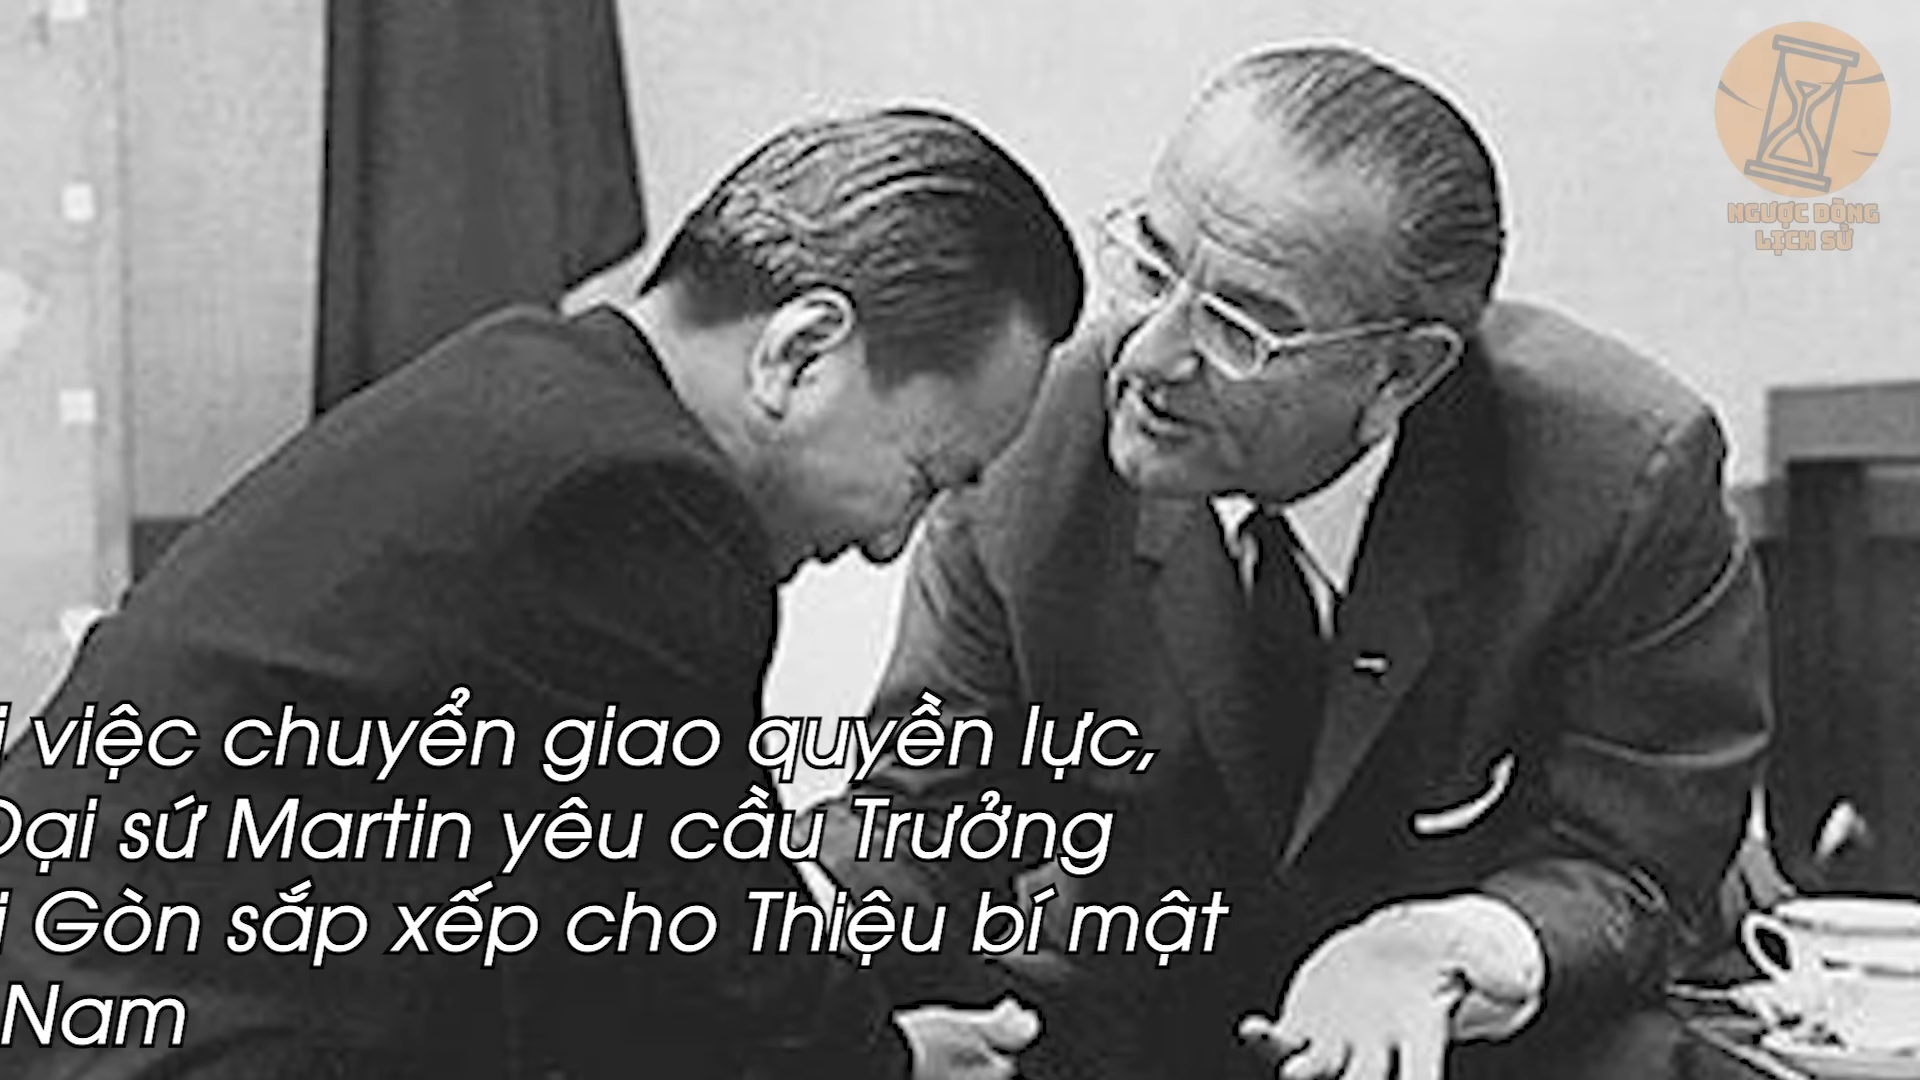 NGƯỢC DÒNG
LỊCH SỬ
việc chuyển giao quyền lực,
Đại sứ Martin yêu cầu Trưởng
Gòn sắp xếp cho Thiệu bí mật
Nam